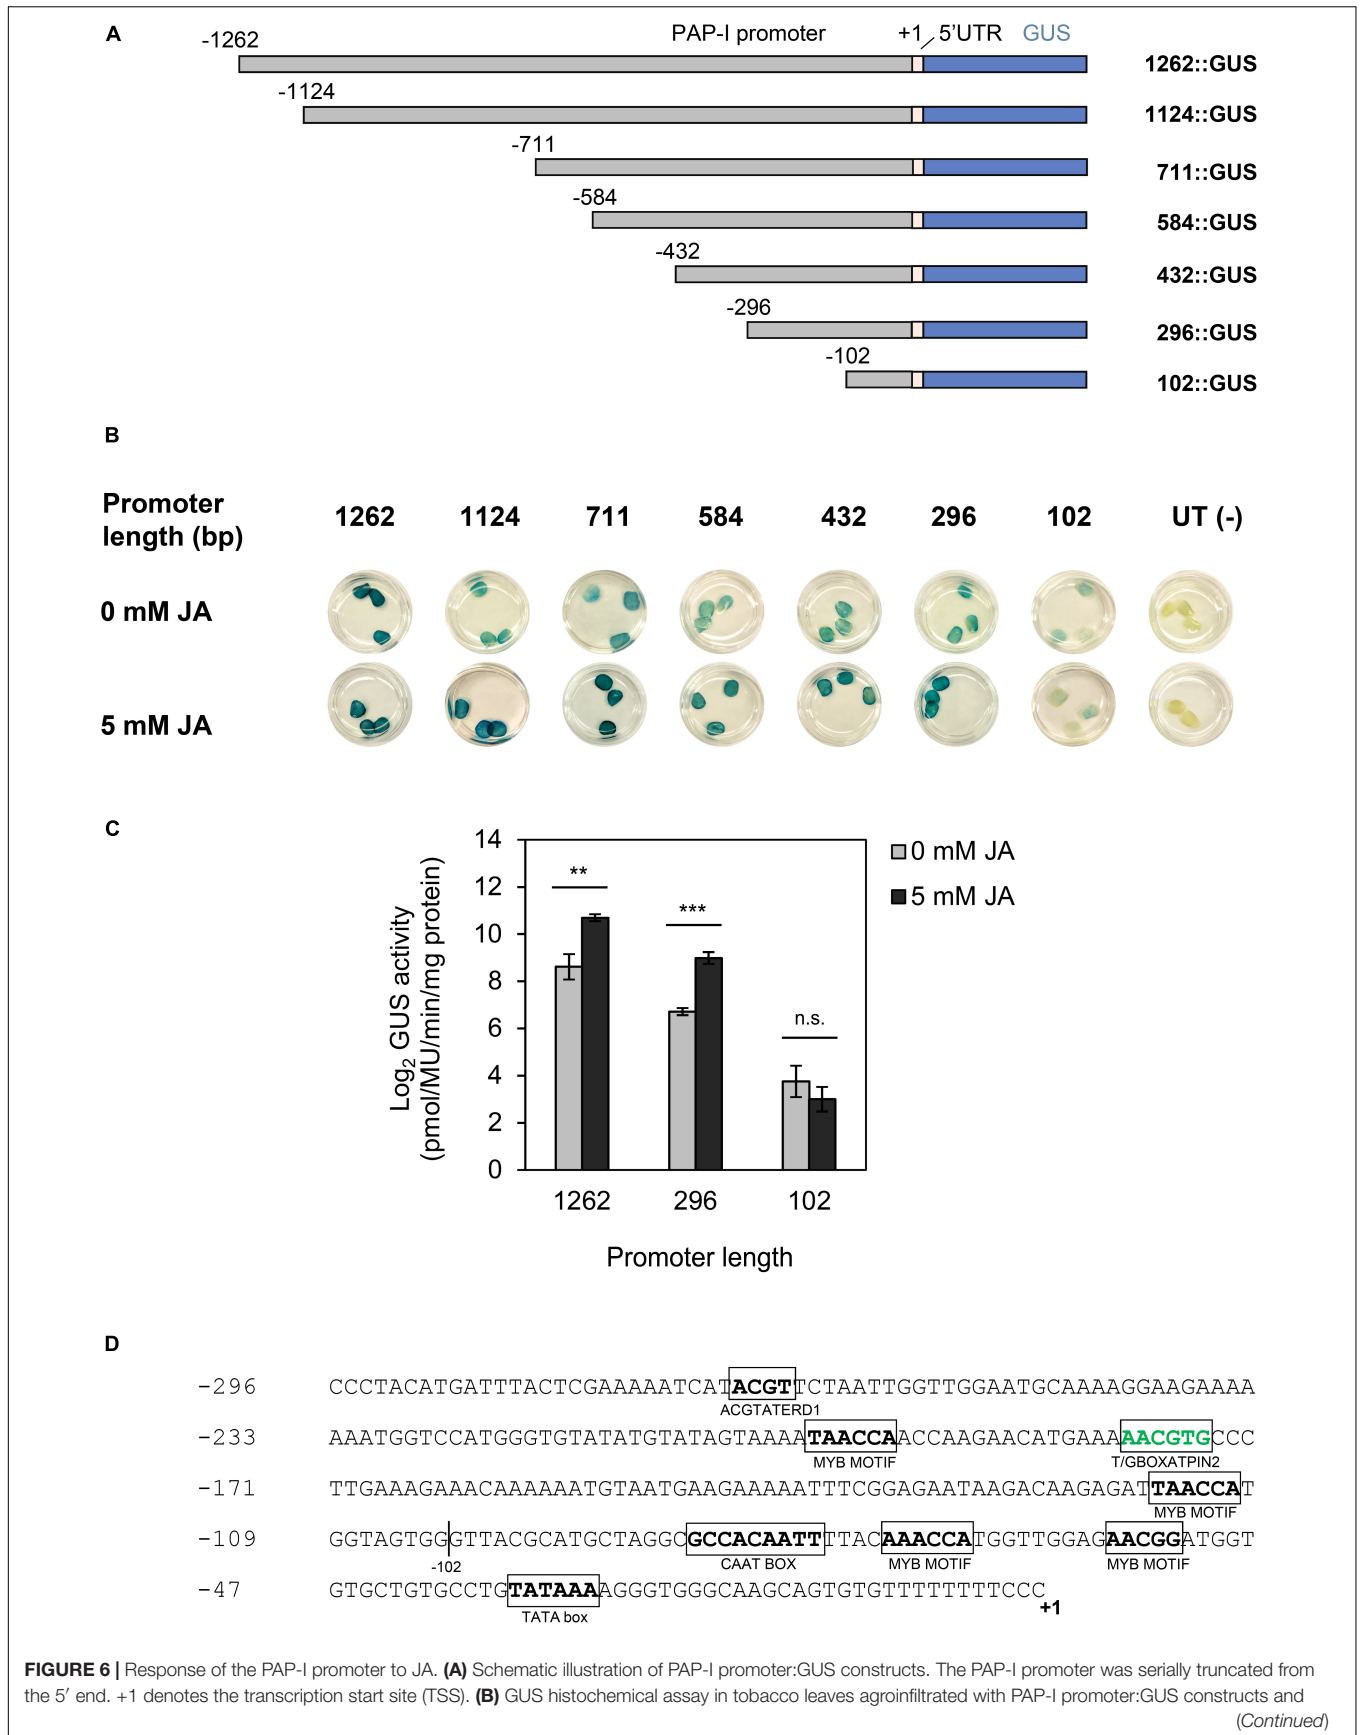 A
-1262
PAP-I promoter
+1
5'UTR
GUS
1262::GUS
-1124
1124::GUS
-711
711::GUS
-584
584::GUS
-432
432::GUS
-296
296::GUS
-102
102::GUS
B
Promoter
length (bp)
1262 1124 711 584 432 296 102 UT (-)
0 mM JA
5 mM JA
C
Log2 GUS activity
(pmol/MU/min/mg protein)
14
12
10
8
6
4
2
0
**
***
n.s.
0 mM JA
5 mM JA
1262 296 102
Promoter length
D
-296 CCCTACATGATTTACTCGAAAAATCATACGTTCTAATTGGTTGGAATGCAAAAGGAAGAAAA
ACGTATERD1
-233 AAATGGTCCATGGGTGTATATGTATAGTAAAATAACCAACCAAGAACATGAAAAACGTGCCC
MYB MOTIF T/GBOXATPIN2
-171 TTGAAAGAAACAAAAAATGTAATGAAGAAAAATTTCGGAGAATAAGACAAGAGATTAACCAT
MYB MOTIF
-109 GGTAGTGGGTTACGCATGCTAGGCGCCACAATTTTACAAACCATGGTTGGAGAACGGATGGT
-102 CAAT BOX MYB MOTIF MYB MOTIF
-47 GTGCTGTGCCTGTATAAAAGGGTGGGCAAGCAGTGTGTTTTTTTTCCC
+1
TATA box
FIGURE 6 | Response of the PAP-I promoter to JA. (A) Schematic illustration of PAP-I promoter:GUS constructs. The PAP-I promoter was serially truncated from
the 5′ end. +1 denotes the transcription start site (TSS). (B) GUS histochemical assay in tobacco leaves agroinfiltrated with PAP-I promoter:GUS constructs and
(Continued)